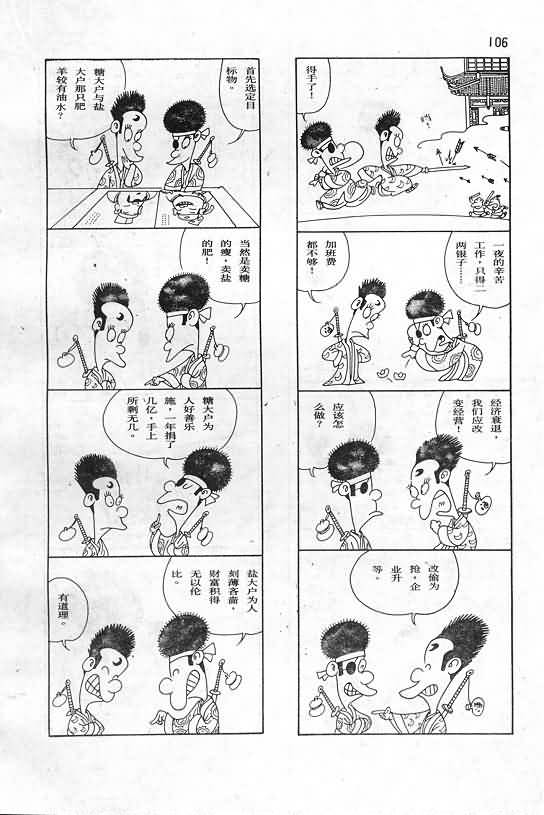 106
得手了！
一夜的辛苦
工作，只得二
两银子……
加班费
都不够！
经济衰退，
我们应改
变经营！
应该怎
么做？
改偷为
抢，企
业升
等。
首先选定目
标物。
糖大户与盐
大户那只肥
羊较有油水？
当然是卖糖
的瘦，卖盐
的肥！
糖大户为
人好善乐
施，一年捐了
几亿，手上
所剩无几。
盐大户为人
刻薄吝啬，
财富积得
无以伦
比。
有道理。